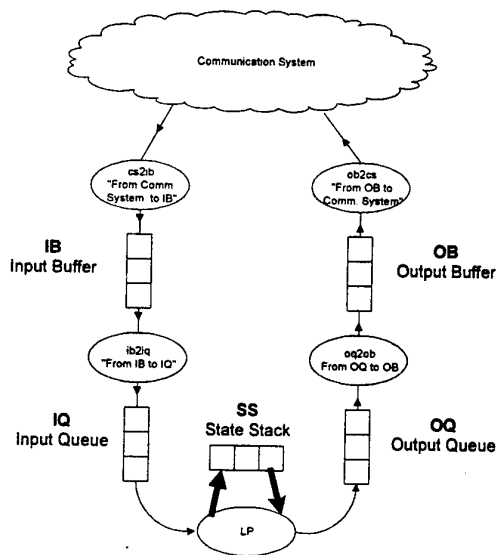 Communication System
cs2ib
"From Comm
System to IB"
ob2cs
"From OB to
Comm. System"
IB
Input Buffer
OB
Output Buffer
ib2iq
"From IB to IQ"
oq2ob
From OQ to OB
IQ
Input Queue
SS
State Stack
OQ
Output Queue
LP